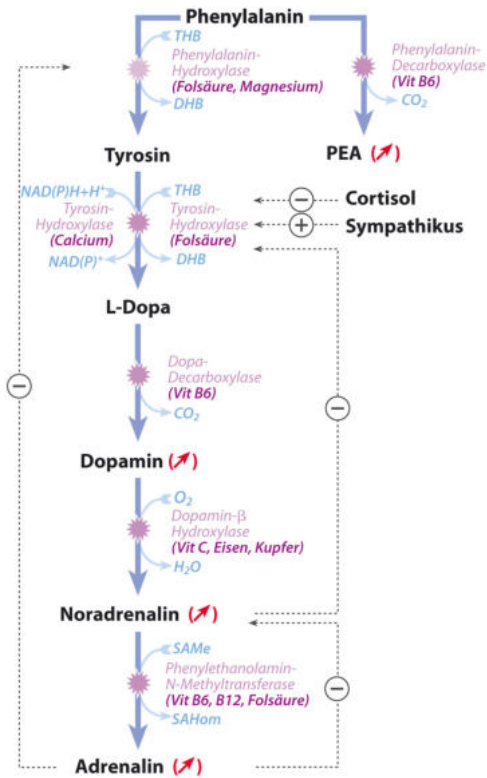 Phenylalanin
THB
Phenylalanin-
Hydroxylase
(Folsäure, Magnesium)
DHB
Phenylalanin-
Decarboxylase
(Vit B6)
CO₂
Tyrosin
PEA (↗)
NAD(P)H+H⁺
Tyrosin-
Hydroxylase
(Calcium)
NAD(P)⁺
THB
Tyrosin-
Hydroxylase
(Folsäure)
DHB
− Cortisol
+ Sympathikus
L-Dopa
Dopa-
Decarboxylase
(Vit B6)
CO₂
−
−
Dopamin (↗)
O₂
Dopamin-β
Hydroxylase
(Vit C, Eisen, Kupfer)
H₂O
Noradrenalin (↗)
SAMe
Phenylethanolamin-
N-Methyltransferase
(Vit B6, B12, Folsäure)
SAHom
−
Adrenalin (↗)